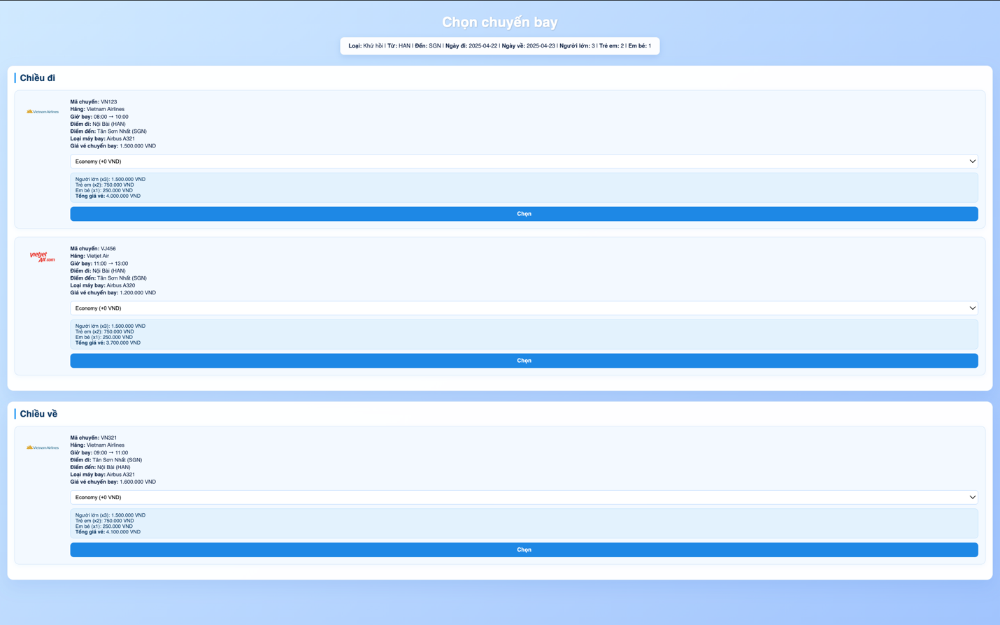 Chọn chuyến bay
Loại: Khứ hồi | Từ: HAN | Đến: SGN | Ngày đi: 2025-04-22 | Ngày về: 2025-04-23 | Người lớn: 3 | Trẻ em: 2 | Em bé: 1
Chiều đi
Vietnam Airlines
Mã chuyến: VN123
Hãng: Vietnam Airlines
Giờ bay: 08:00 → 10:00
Điểm đi: Nội Bài (HAN)
Điểm đến: Tân Sơn Nhất (SGN)
Loại máy bay: Airbus A321
Giá vé chuyến bay: 1.500.000 VND
Economy (+0 VND)
Người lớn (x3): 1.500.000 VND
Trẻ em (x2): 750.000 VND
Em bé (x1): 250.000 VND
Tổng giá vé: 4.000.000 VND
Chọn
vietjet
Air.com
Mã chuyến: VJ456
Hãng: Vietjet Air
Giờ bay: 11:00 → 13:00
Điểm đi: Nội Bài (HAN)
Điểm đến: Tân Sơn Nhất (SGN)
Loại máy bay: Airbus A320
Giá vé chuyến bay: 1.200.000 VND
Economy (+0 VND)
Người lớn (x3): 1.500.000 VND
Trẻ em (x2): 750.000 VND
Em bé (x1): 250.000 VND
Tổng giá vé: 3.700.000 VND
Chọn
Chiều về
Vietnam Airlines
Mã chuyến: VN321
Hãng: Vietnam Airlines
Giờ bay: 09:00 → 11:00
Điểm đi: Tân Sơn Nhất (SGN)
Điểm đến: Nội Bài (HAN)
Loại máy bay: Airbus A321
Giá vé chuyến bay: 1.600.000 VND
Economy (+0 VND)
Người lớn (x3): 1.500.000 VND
Trẻ em (x2): 750.000 VND
Em bé (x1): 250.000 VND
Tổng giá vé: 4.100.000 VND
Chọn